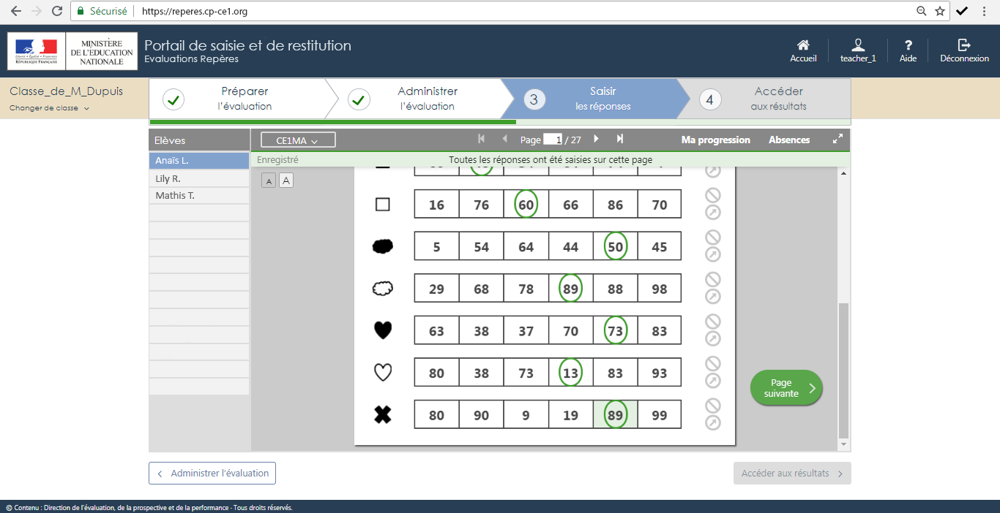 Sécurisé https://reperes.cp-ce1.org
MINISTÈRE
DE L'ÉDUCATION
NATIONALE
Liberté • Égalité • Fraternité
RÉPUBLIQUE FRANÇAISE
Portail de saisie et de restitution
Evaluations Repères
Accueil
teacher_1
?
Aide
Déconnexion
Classe_de_M_Dupuis
Changer de classe
Préparer
l'évaluation
Administrer
l'évaluation
3
Saisir
les réponses
4
Accéder
aux résultats
Elèves
CE1MA
Page 1 / 27
Ma progression
Absences
Anaïs L.
Lily R.
Mathis T.
Enregistré
Toutes les réponses ont été saisies sur cette page
A A
16 76 60 66 86 70
5 54 64 44 50 45
29 68 78 89 88 98
63 38 37 70 73 83
80 38 73 13 83 93
80 90 9 19 89 99
Page
suivante
Administrer l'évaluation
Accéder aux résultats
© Contenu : Direction de l'évaluation, de la prospective et de la performance - Tous droits réservés.